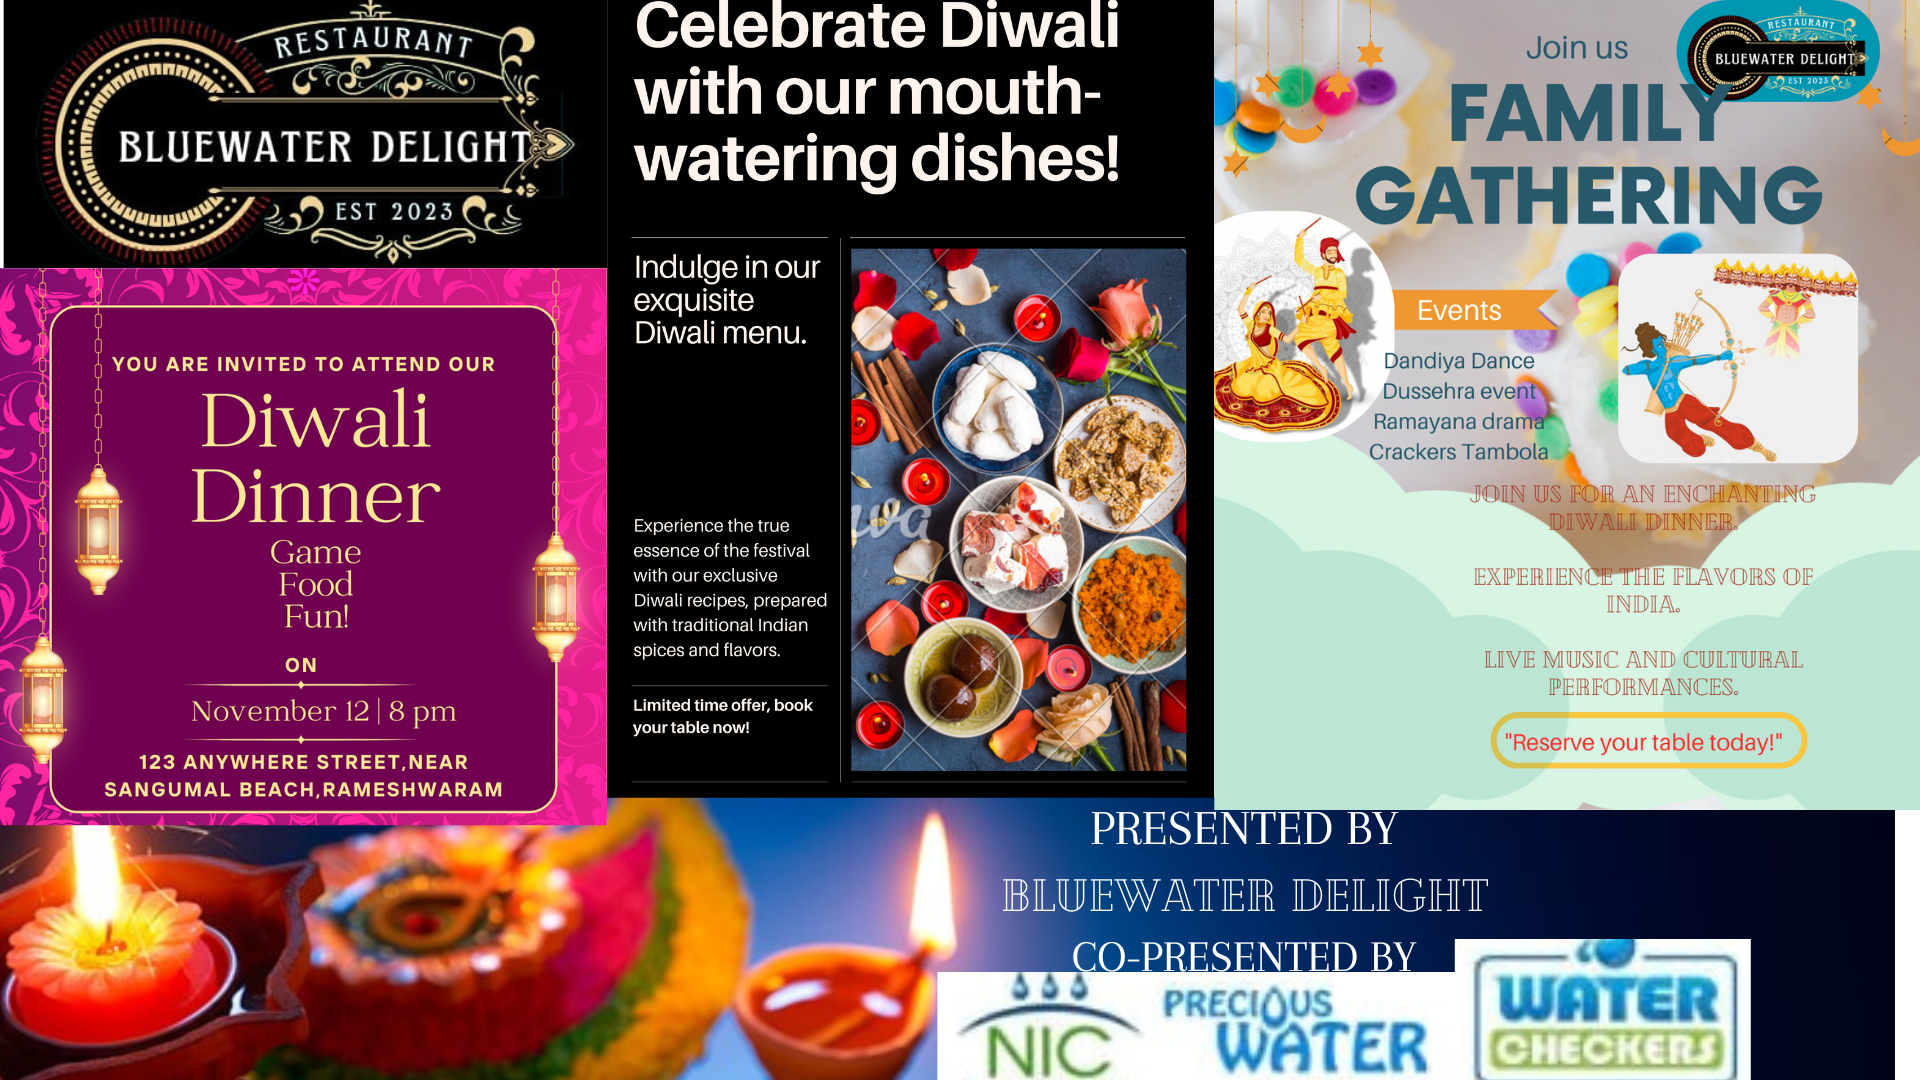 RESTAURANT
BLUEWATER DELIGHT
EST 2023
YOU ARE INVITED TO ATTEND OUR
Diwali
Dinner
Game
Food
Fun!
ON
November 12 | 8 pm
123 ANYWHERE STREET,NEAR
SANGUMAL BEACH,RAMESHWARAM
Celebrate Diwali
with our mouth-
watering dishes!
Indulge in our
exquisite
Diwali menu.
Experience the true
essence of the festival
with our exclusive
Diwali recipes, prepared
with traditional Indian
spices and flavors.
Limited time offer, book
your table now!
RESTAURANT
BLUEWATER DELIGHT
EST 2023
Join us
FAMILY
GATHERING
Events
Dandiya Dance
Dussehra event
Ramayana drama
Crackers Tambola
JOIN US FOR AN ENCHANTING
DIWALI DINNER.
EXPERIENCE THE FLAVORS OF
INDIA.
LIVE MUSIC AND CULTURAL
PERFORMANCES.
"Reserve your table today!"
PRESENTED BY
BLUEWATER DELIGHT
CO-PRESENTED BY
NIC
PRECIOUS
WATER
WATER
CHECKERS